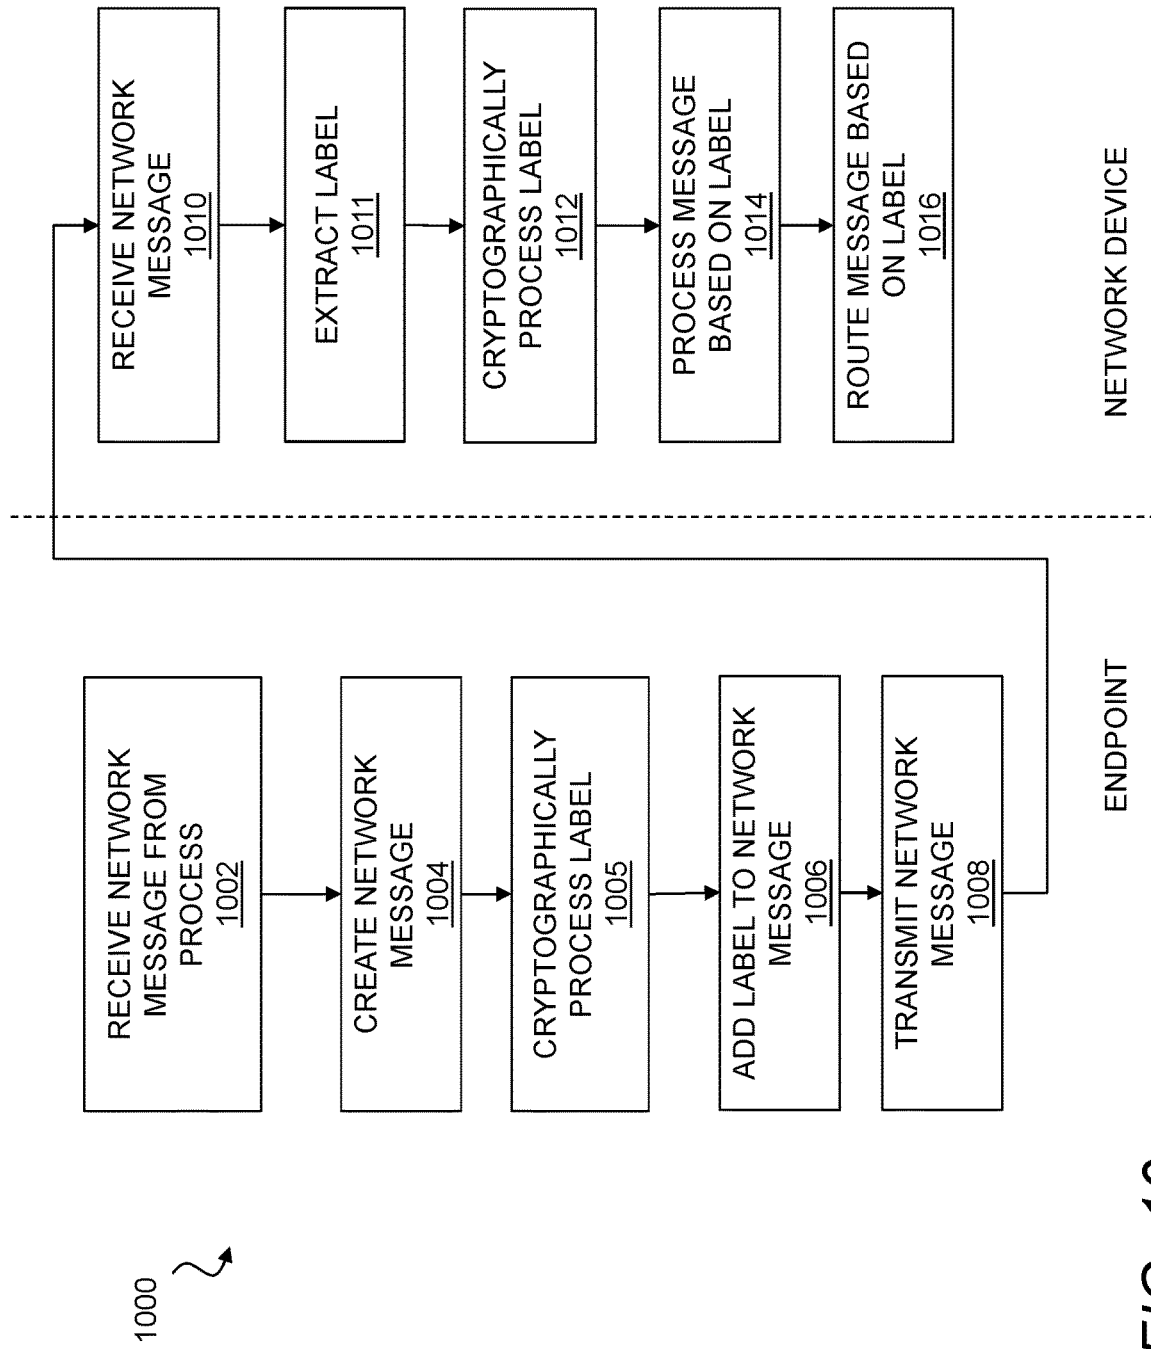 1000
RECEIVE NETWORK
MESSAGE FROM
PROCESS
1002
CREATE NETWORK
MESSAGE
1004
CRYPTOGRAPHICALLY
PROCESS LABEL
1005
ADD LABEL TO NETWORK
MESSAGE
1006
TRANSMIT NETWORK
MESSAGE
1008
ENDPOINT
RECEIVE NETWORK
MESSAGE
1010
EXTRACT LABEL
1011
CRYPTOGRAPHICALLY
PROCESS LABEL
1012
PROCESS MESSAGE
BASED ON LABEL
1014
ROUTE MESSAGE BASED
ON LABEL
1016
NETWORK DEVICE
FIG. 10